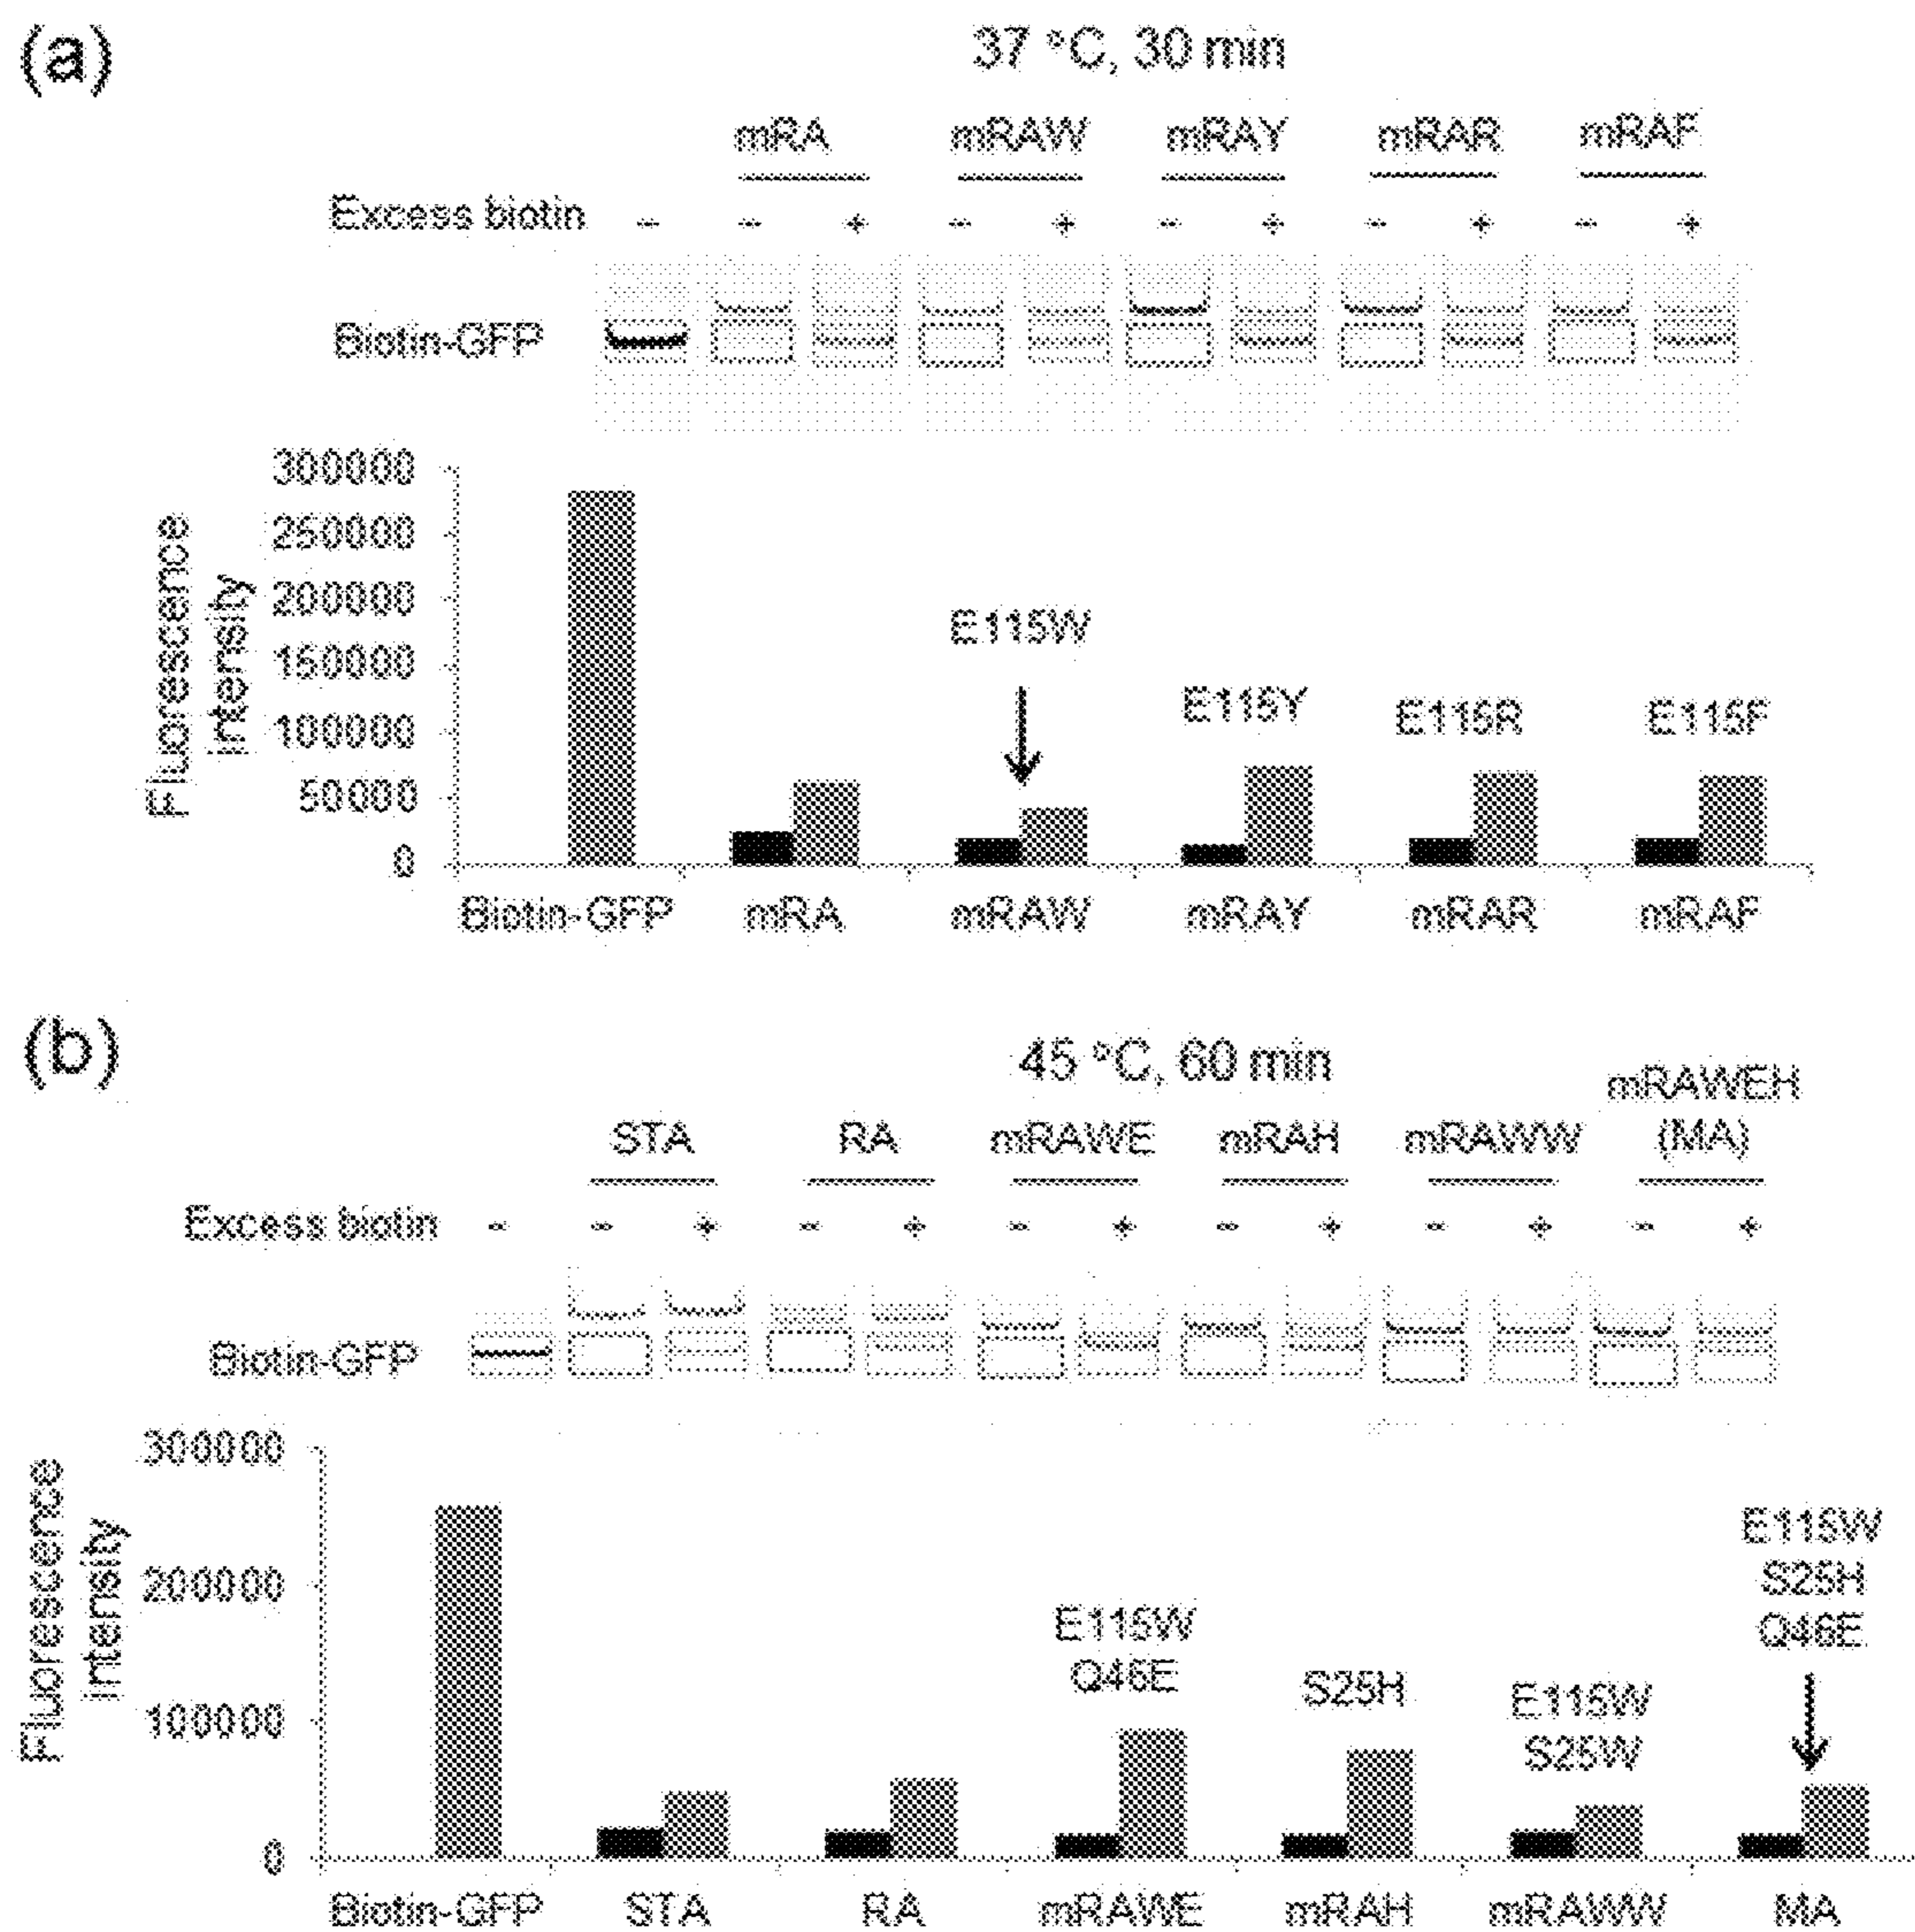 (a)
37 °C, 30 min
mRA mRAW mRAY mRAR mRAF
Excess biotin - - + - + - + - + - +
Biotin-GFP
Fluorescence
intensity
300000
250000
200000
150000
100000
50000
0
E115W
E115Y
E115R
E115F
Biotin-GFP mRA mRAW mRAY mRAR mRAF
(b)
45 °C, 60 min
STA RA mRAWE mRAH mRAWW mRAWEH
(MA)
Excess biotin - - + - + - + - + - + - +
Biotin-GFP
Fluorescence
intensity
300000
200000
100000
0
E115W
Q46E
S25H
E115W
S25W
E115W
S25H
Q46E
Biotin-GFP STA RA mRAWE mRAH mRAWW MA